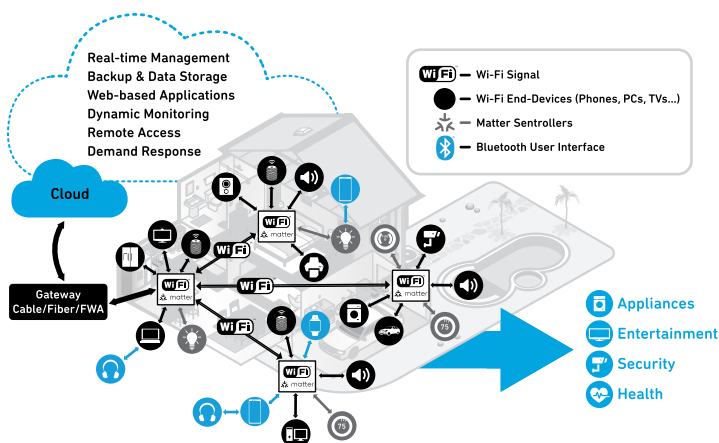 Real-time Management
Backup & Data Storage
Web-based Applications
Dynamic Monitoring
Remote Access
Demand Response
Cloud
Gateway
Cable/Fiber/FWA
Wi Fi
Wi-Fi Signal
Wi-Fi End-Devices (Phones, PCs, TVs...)
Matter Sentrollers
Bluetooth User Interface
Wi Fi
matter
Wi Fi
Wi Fi
matter
Wi Fi
Wi Fi
matter
75
Wi Fi
Wi Fi
matter
75
Appliances
Entertainment
Security
Health